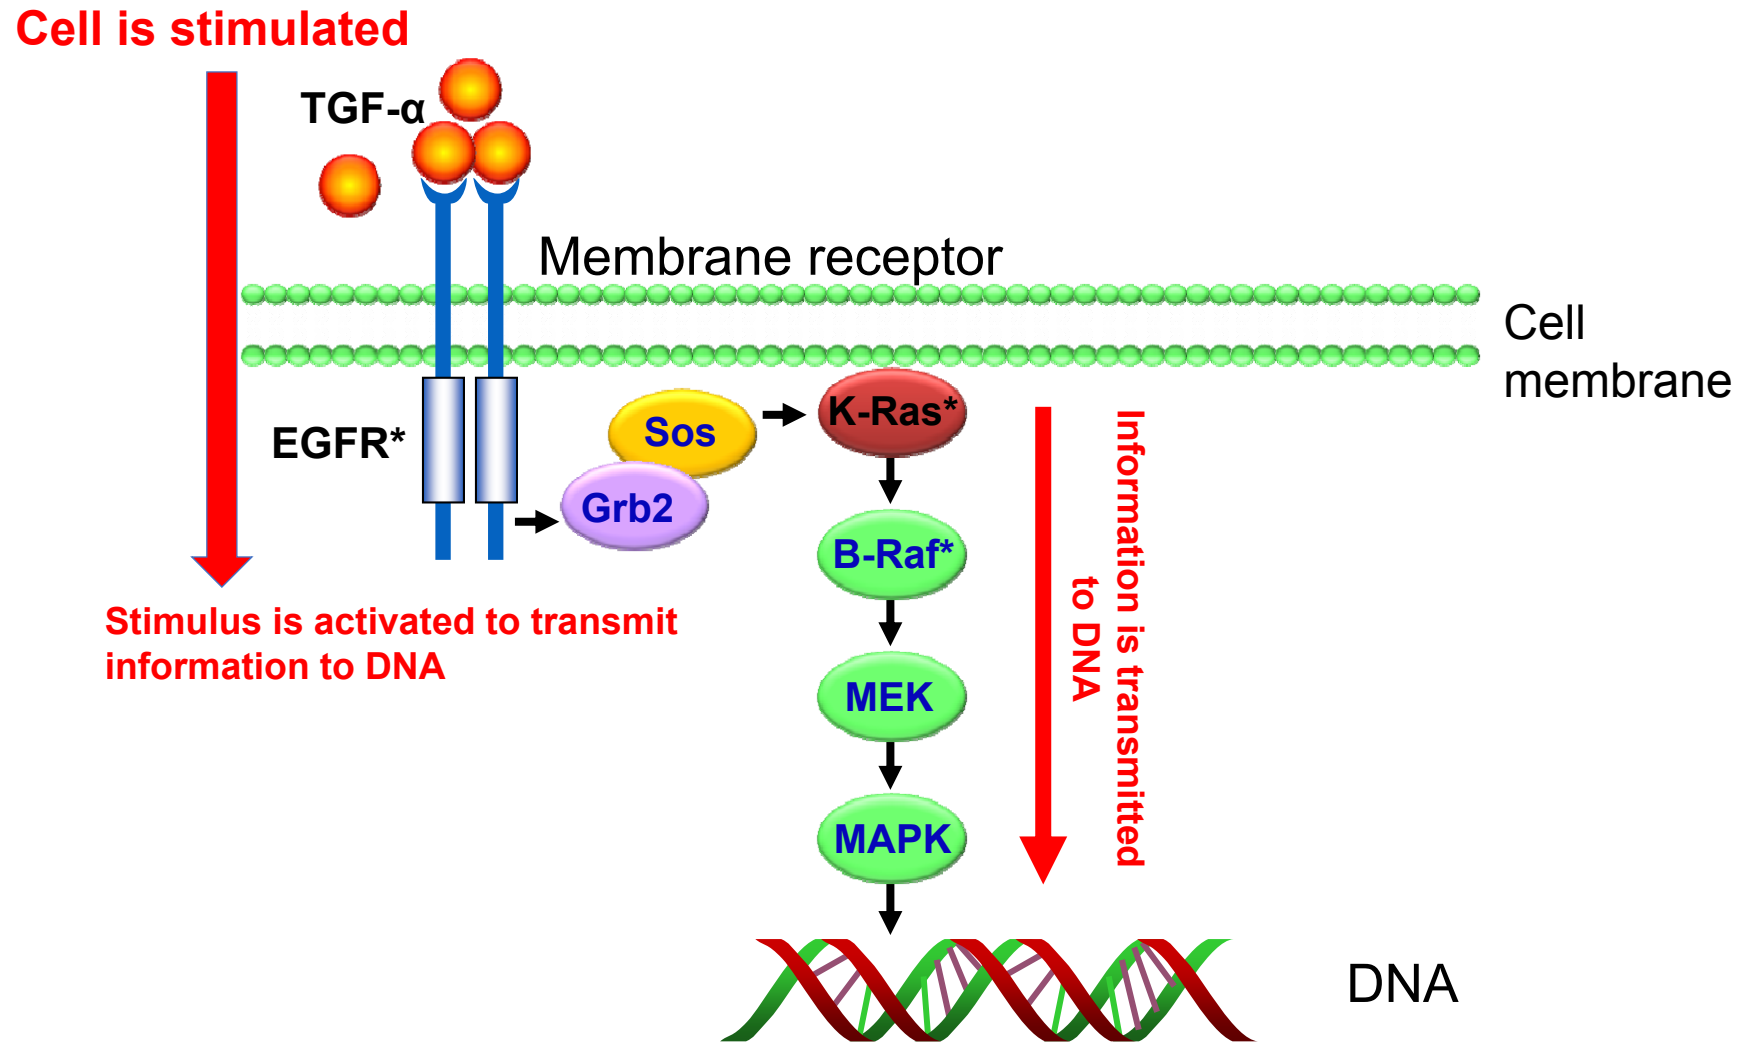 Cell is stimulated
TGF-α
Membrane receptor
Cell
membrane
EGFR*
Sos
Grb2
K-Ras*
B-Raf*
MEK
MAPK
Information is transmitted
to DNA
Stimulus is activated to transmit
information to DNA
DNA